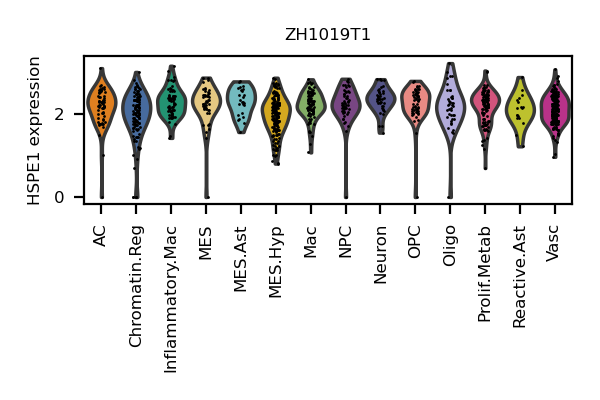 ZH1019T1
HSPE1 expression
2
0
AC
Chromatin.Reg
Inflammatory.Mac
MES
MES.Ast
MES.Hyp
Mac
NPC
Neuron
OPC
Oligo
Prolif.Metab
Reactive.Ast
Vasc